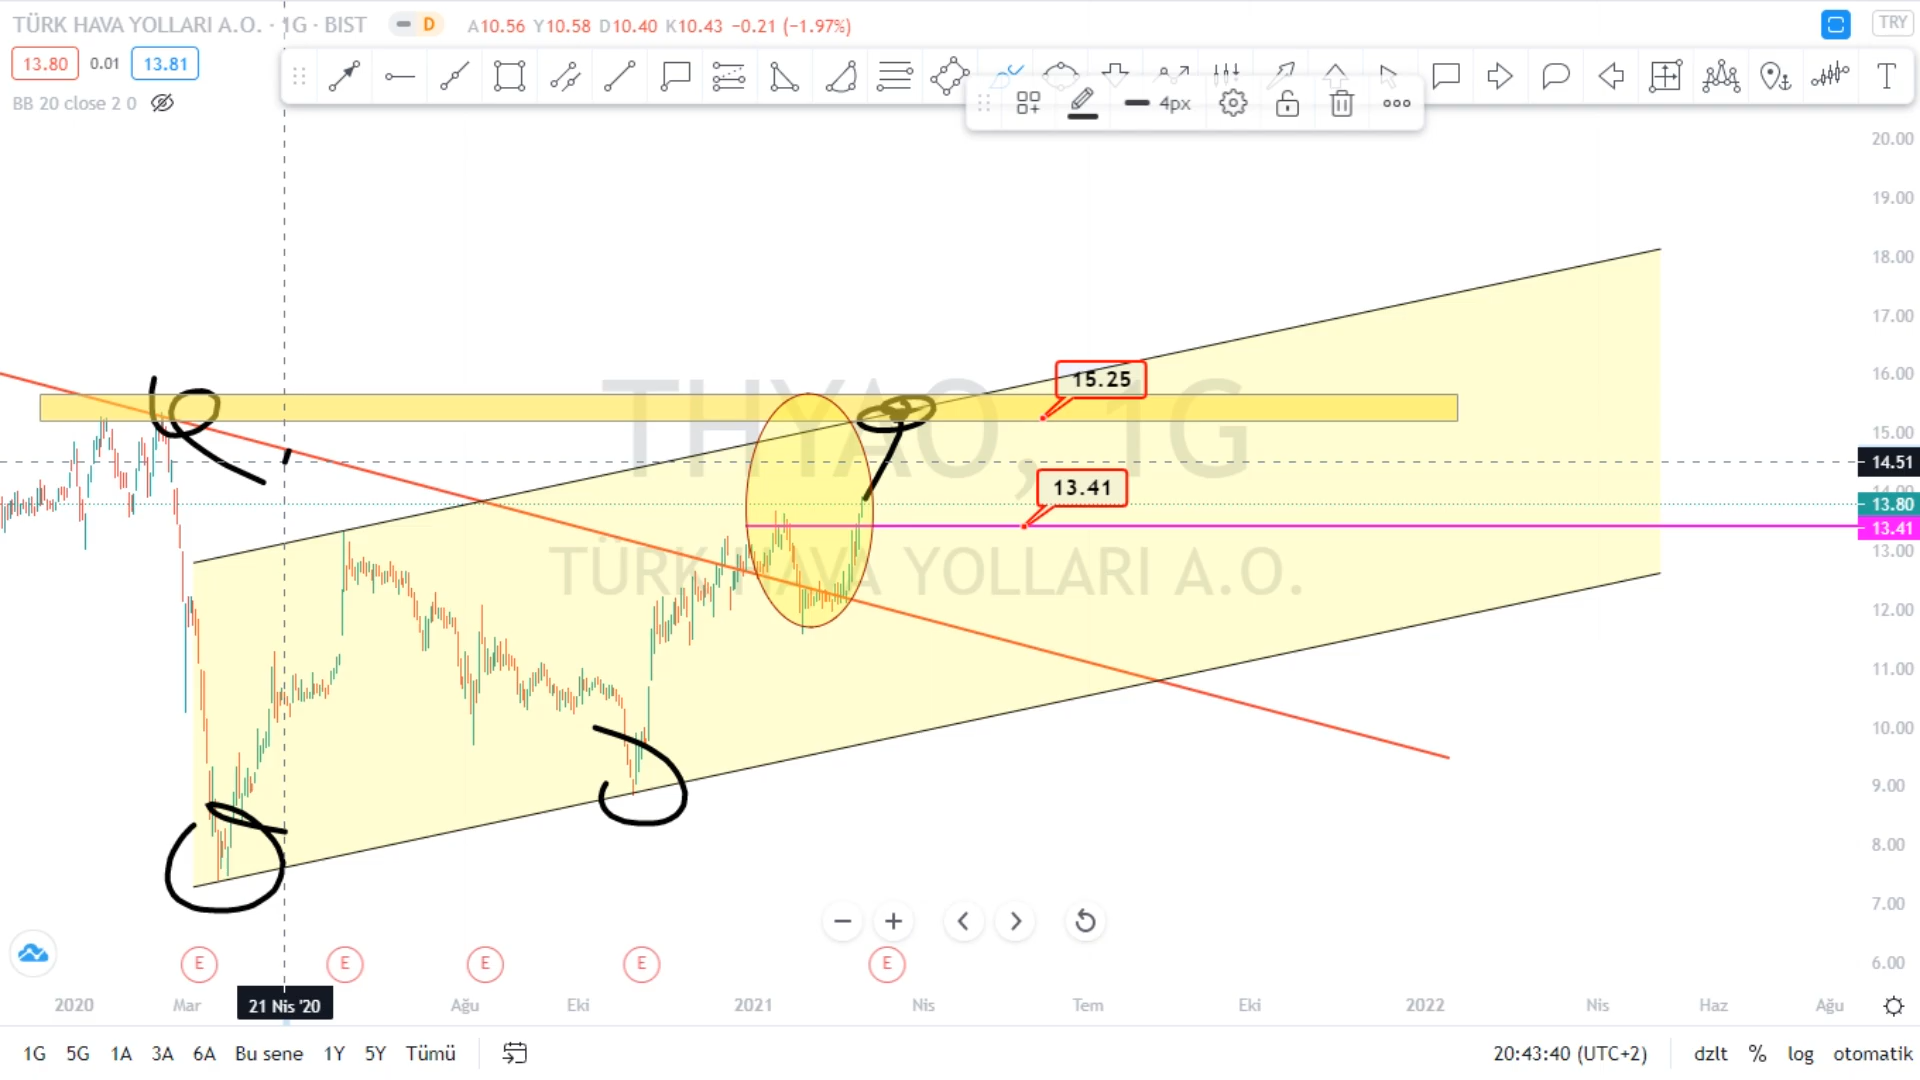 TÜRK HAVA YOLLARI A.O. · 1G · BIST D A10.56 Y10.58 D10.40 K10.43 −0.21 (−1.97%) TRY
13.80 0.01 13.81
BB 20 close 2 0
4px
T
20.00
19.00
18.00
17.00
16.00
15.25
15.00
THYAO, 1G
14.51
13.41
14.00
13.80
13.41
13.00
TÜRK HAVA YOLLARI A.O.
12.00
11.00
10.00
9.00
8.00
7.00
E E E E E
6.00
2020 Mar 21 Nis '20 Ağu Eki 2021 Nis Tem Eki 2022 Nis Haz Ağu
1G 5G 1A 3A 6A Bu sene 1Y 5Y Tümü 20:43:40 (UTC+2) dzlt % log otomatik